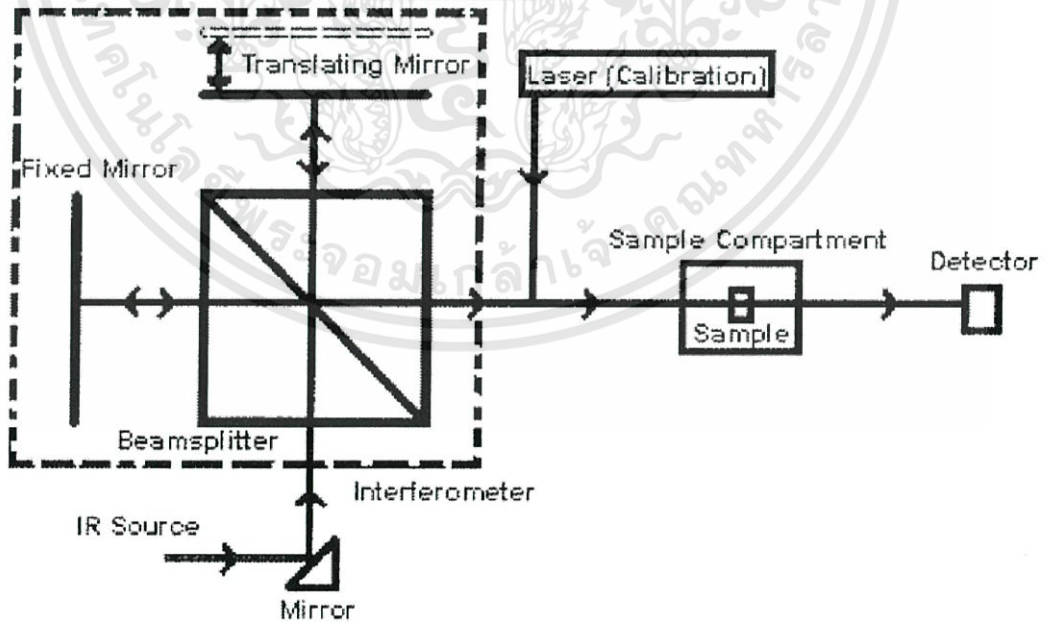 Translating Mirror
Laser (Calibration)
Fixed Mirror
Sample Compartment
Detector
Sample
Beamsplitter
Interferometer
IR Source
Mirror